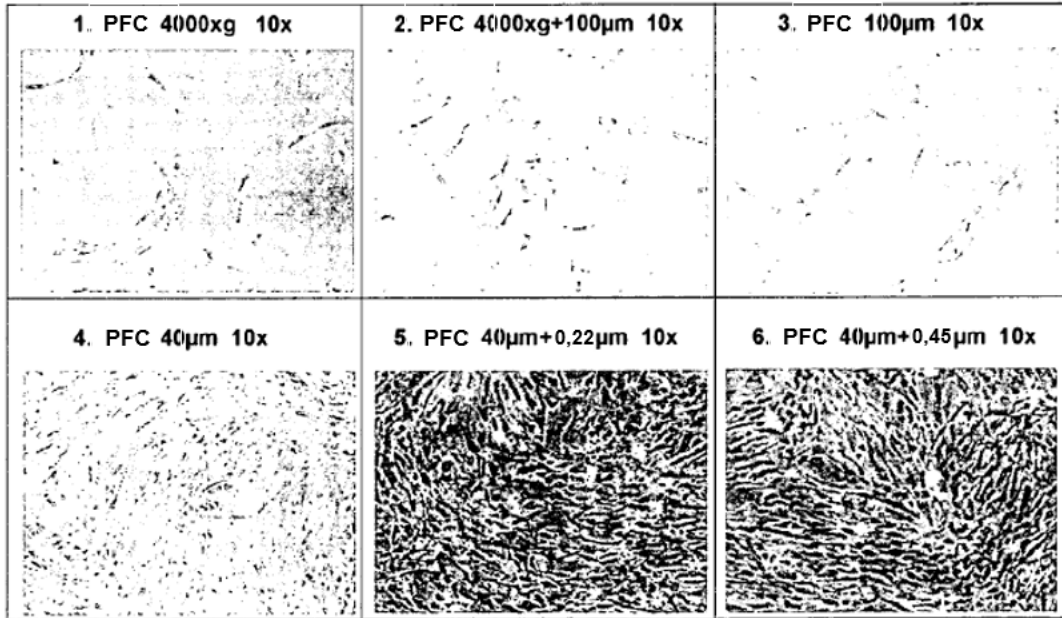 1. PFC 4000xg 10x
2. PFC 4000xg+100µm 10x
3. PFC 100µm 10x
4. PFC 40µm 10x
5. PFC 40µm+0,22µm 10x
6. PFC 40µm+0,45µm 10x